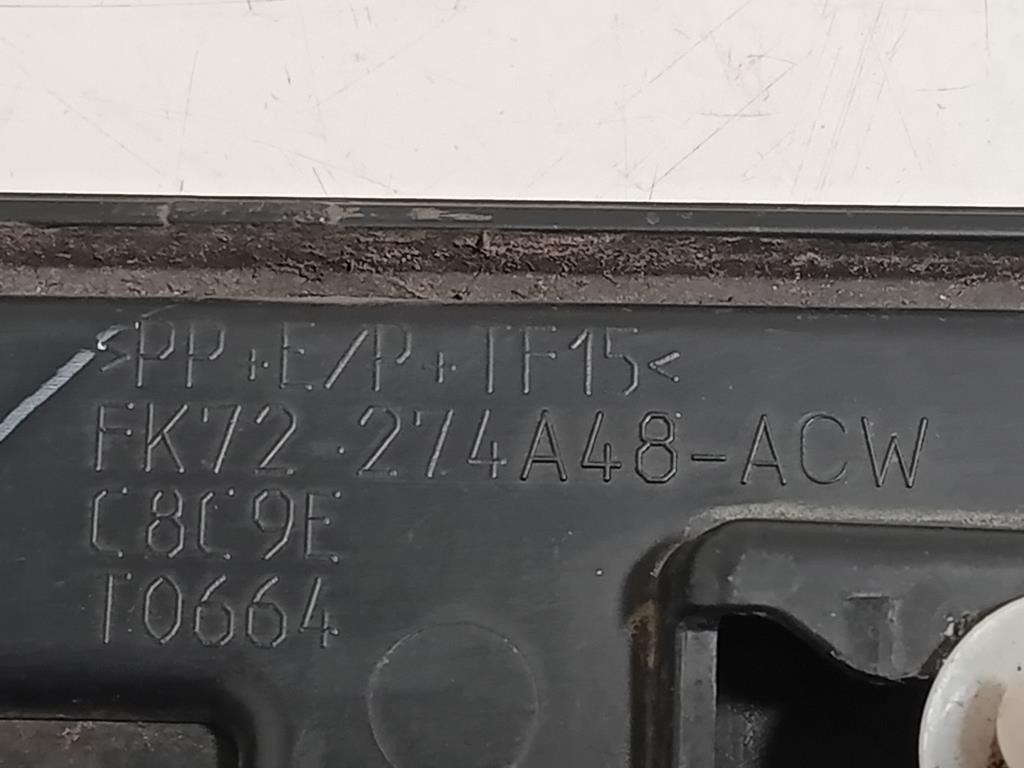 >PP+E/P+TF15<
FK72-274A48-ACW
C8C9E
T0664